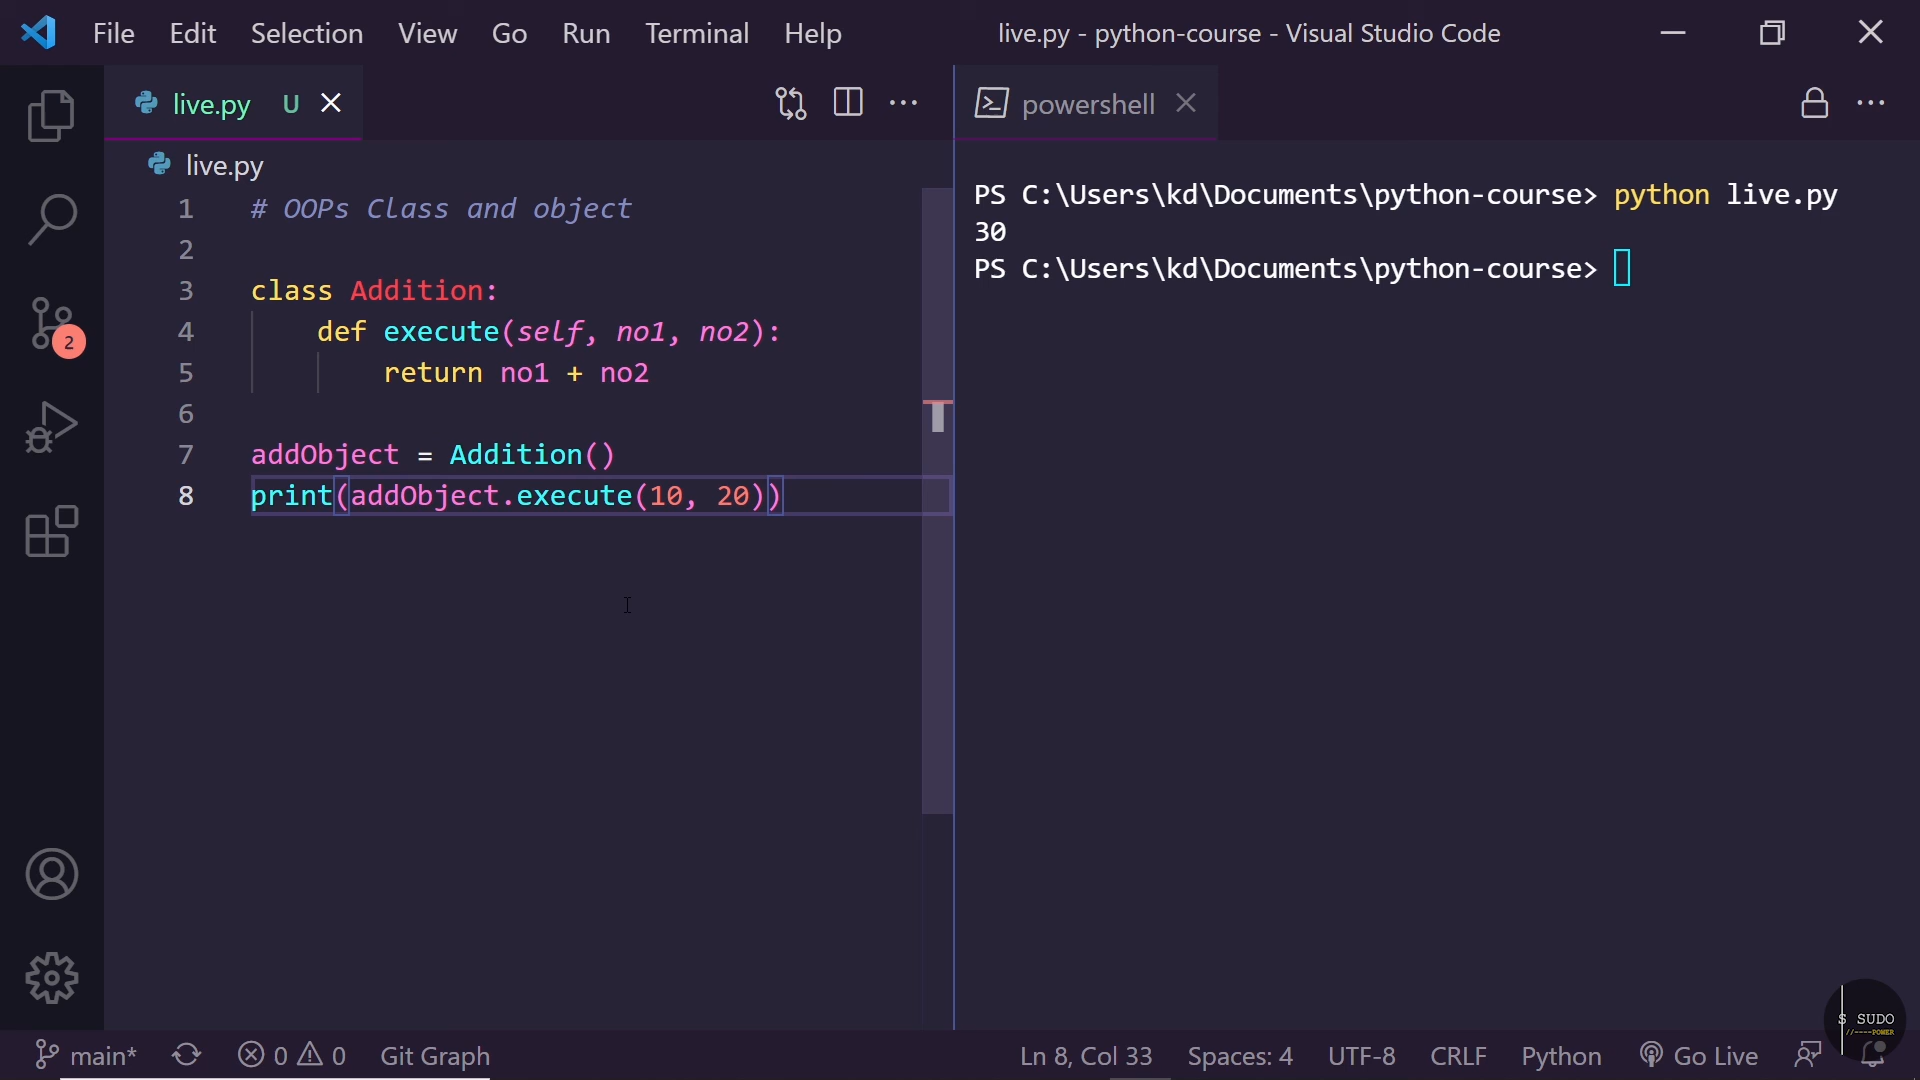 File Edit Selection View Go Run Terminal Help live.py - python-course - Visual Studio Code
live.py U
powershell
live.py
1 # OOPs Class and object
2
3 class Addition:
4 def execute(self, no1, no2):
5 return no1 + no2
6
7 addObject = Addition()
8 print(addObject.execute(10, 20))
PS C:\Users\kd\Documents\python-course> python live.py
30
PS C:\Users\kd\Documents\python-course>
2
S SUDO
//----POWER
main* 0 0 Git Graph Ln 8, Col 33 Spaces: 4 UTF-8 CRLF Python Go Live